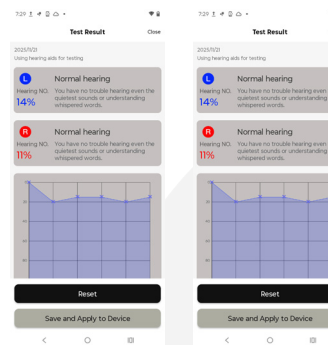 7:29
Test Result
Close
2023/11/21
Using hearing aids for testing
L
Normal hearing
Hearing NO.
14%
You have no trouble hearing even the
quietest sounds or understanding
whispered words.
R
Normal hearing
Hearing NO.
11%
You have no trouble hearing even the
quietest sounds or understanding
whispered words.
Reset
Save and Apply to Device
7:29
Test Result
2023/11/21
Using hearing aids for testing
L
Normal hearing
Hearing NO.
14%
You have no trouble hearing even
quietest sounds or understanding
whispered words.
R
Normal hearing
Hearing NO.
11%
You have no trouble hearing even
quietest sounds or understanding
whispered words.
Reset
Save and Apply to Device